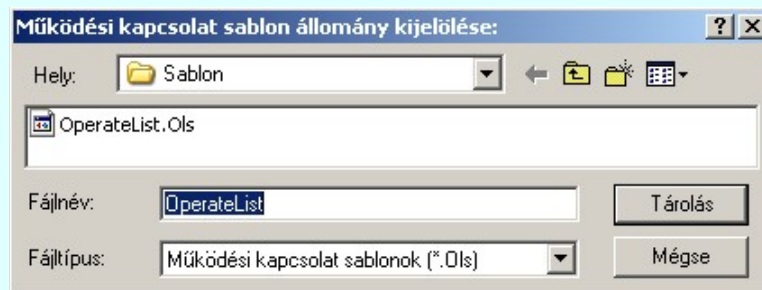 Működési kapcsolat sablon állomány kijelölése:
Hely: Sablon
OperateList.Ols
Fájlnév: OperateList Tárolás
Fájltípus: Működési kapcsolat sablonok (*.Ols) Mégse